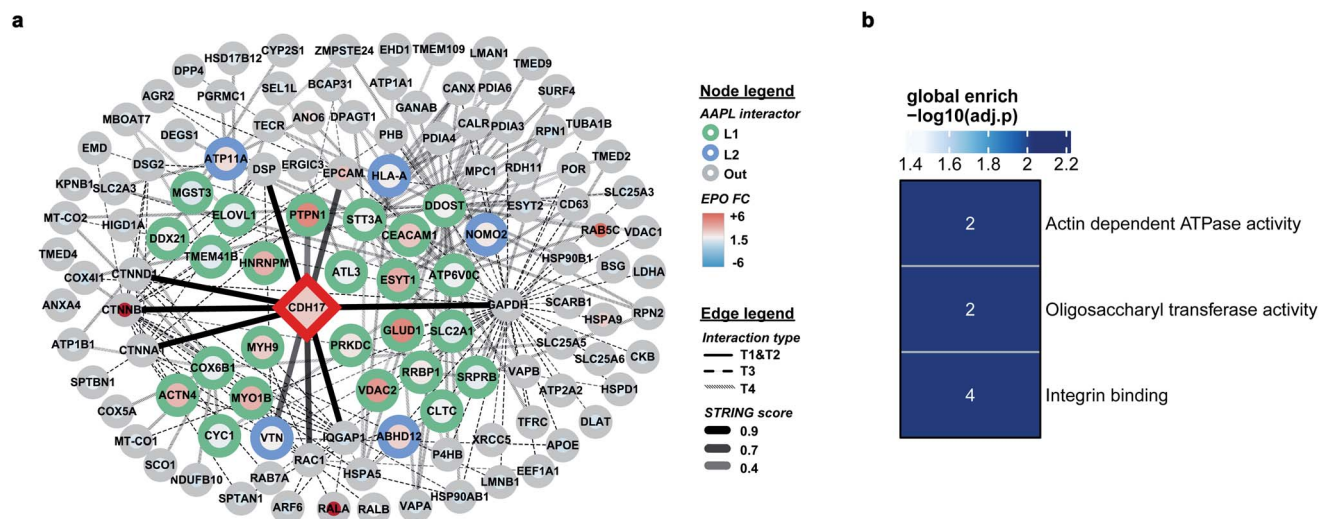 a
b
CYP2S1
ZMPSTE24
EHD1
TMEM109
HSD17B12
LMAN1
DPP4
TMED9
SEL1L
BCAP31
ATP1A1
CANX
PDIA6
AGR2
PGRMC1
SURF4
GANAB
MBOAT7
TECR
ANO6
DPAGT1
CALR
PDIA3
TUBA1B
DEGS1
PHB
PDIA4
RPN1
EMD
DSG2
ATP11A
DSP
ERGIC3
EPCAM
HLA-A
MPC1
RDH11
POR
TMED2
KPNB1
SLC2A3
MGST3
SLC25A3
MT-CO2
HIGD1A
ELOVL1
PTPN1
STT3A
DDOST
ESYT2
CD63
DDX21
CEACAM1
NOMO2
RAB5C
VDAC1
TMED4
TMEM41B
HNRNPM
HSP90B1
BSG
LDHA
COX4I1
CTNND1
ATL3
ESYT1
ATP6V0C
ANXA4
CTNNB1
CDH17
GAPDH
SCARB1
HSPA9
RPN2
ATP1B1
CTNNA1
MYH9
PRKDC
GLUD1
SLC2A1
SLC25A5
SLC25A6
CKB
SPTBN1
COX6B1
RRBP1
SRPRB
VAPB
ATP2A2
HSPD1
COX5A
ACTN4
MYO1B
VDAC2
CLTC
TFRC
DLAT
MT-CO1
CYC1
VTN
IQGAP1
ABHD12
XRCC5
APOE
SCO1
NDUFB10
RAB7A
RAC1
HSPA5
P4HB
LMNB1
EEF1A1
SPTAN1
ARF6
RALA
RALB
VAPA
HSP90AB1
Node legend
AAPL interactor
L1
L2
Out
EPO FC
+6
1.5
-6
Edge legend
Interaction type
T1&T2
T3
T4
STRING score
0.9
0.7
0.4
global enrich
−log10(adj.p)
1.4 1.6 1.8 2 2.2
2 Actin dependent ATPase activity
2 Oligosaccharyl transferase activity
4 Integrin binding